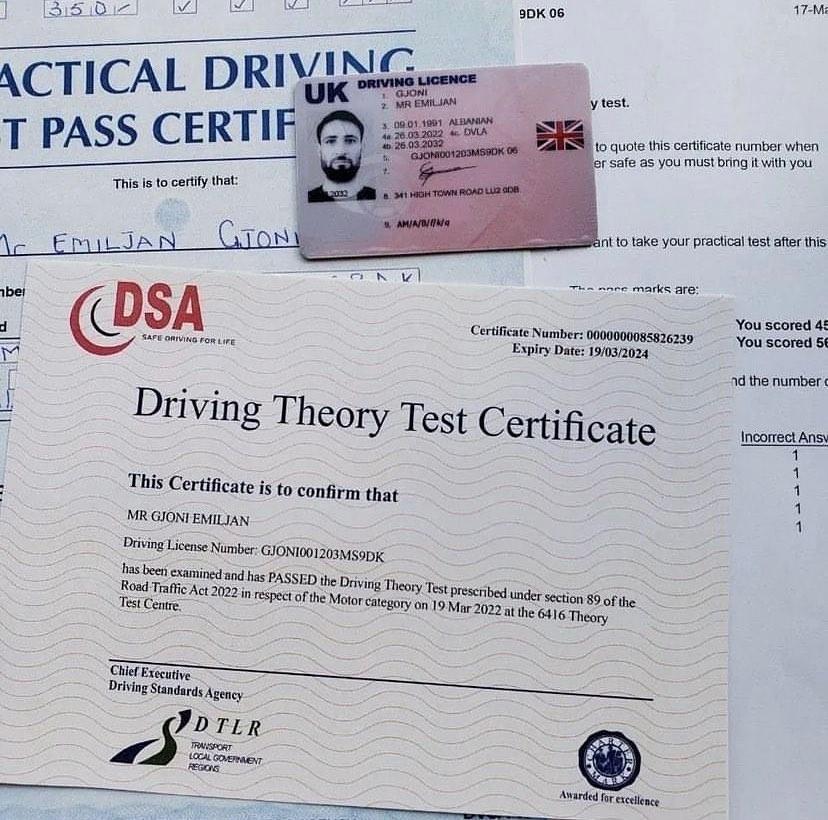 350
9DK 06
17-Ma
ACTICAL DRIVING
T PASS CERTIF
This is to certify that:
Mr EMILJAN GJONI
UK DRIVING LICENCE
1. GJONI
2. MR EMILJAN
3. 09.01.1991 ALBANIAN
4a. 26.03.2022 4c. DVLA
4b. 26.03.2032
5. GJONI001203MS9DK 06
7.
2032
8. 341 HIGH TOWN ROAD LU2 0DB
9. AM/A/B/f/k/q
y test.
to quote this certificate number when
er safe as you must bring it with you
ant to take your practical test after this
marks are:
You scored 45
You scored 56
nd the number o
Incorrect Answ
1
1
1
1
1
mber
d
DSA
SAFE DRIVING FOR LIFE
Certificate Number: 0000000085826239
Expiry Date: 19/03/2024
Driving Theory Test Certificate
This Certificate is to confirm that
MR GJONI EMILJAN
Driving License Number: GJONI001203MS9DK
has been examined and has PASSED the Driving Theory Test prescribed under section 89 of the
Road Traffic Act 2022 in respect of the Motor category on 19 Mar 2022 at the 6416 Theory
Test Centre.
Chief Executive
Driving Standards Agency
DTLR
TRANSPORT
LOCAL GOVERNMENT
REGIONS
CHARTER MARK
Awarded for excellence